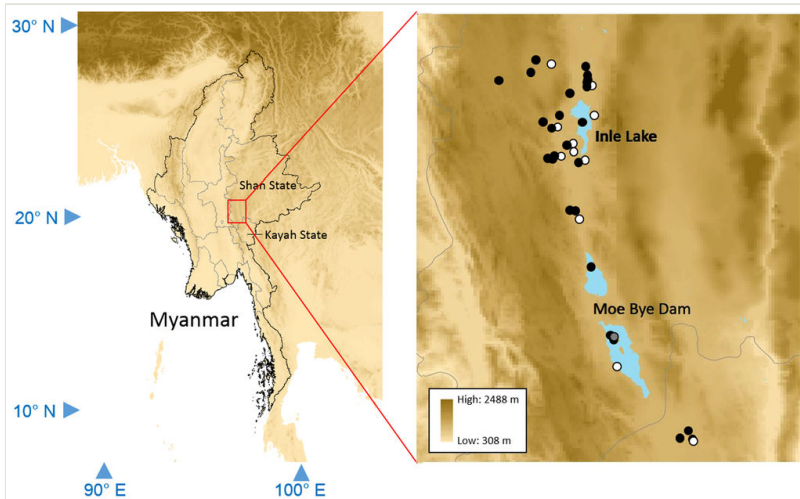 30° N
20° N
10° N
90° E
100° E
Shan State
Kayah State
Myanmar
Inle Lake
Moe Bye Dam
High: 2488 m
Low: 308 m